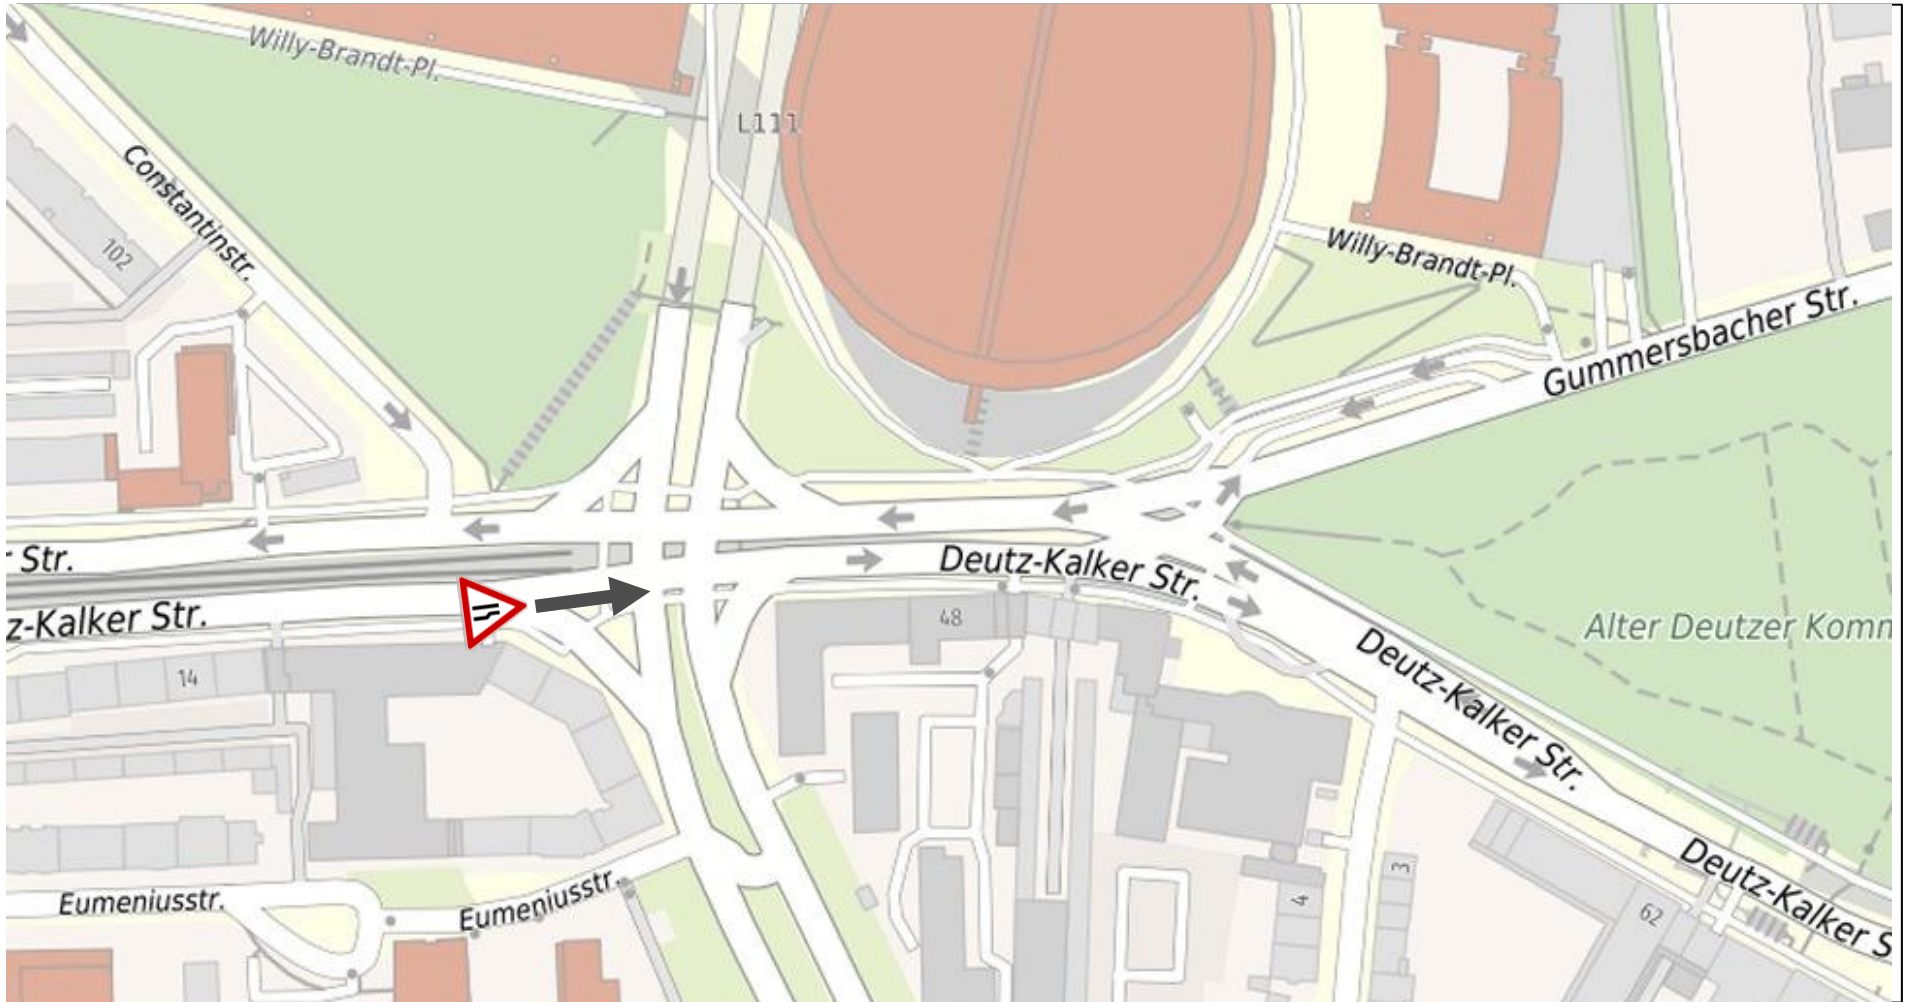 Willy-Brandt-Pl.
L111
Constantinstr.
102
Willy-Brandt-Pl.
Gummersbacher Str.
r Str.
z-Kalker Str.
Deutz-Kalker Str.
48
14
Alter Deutzer Komm
Deutz-Kalker Str.
Deutz-Kalker S
Eumeniusstr.
Eumeniusstr.
4
3
62